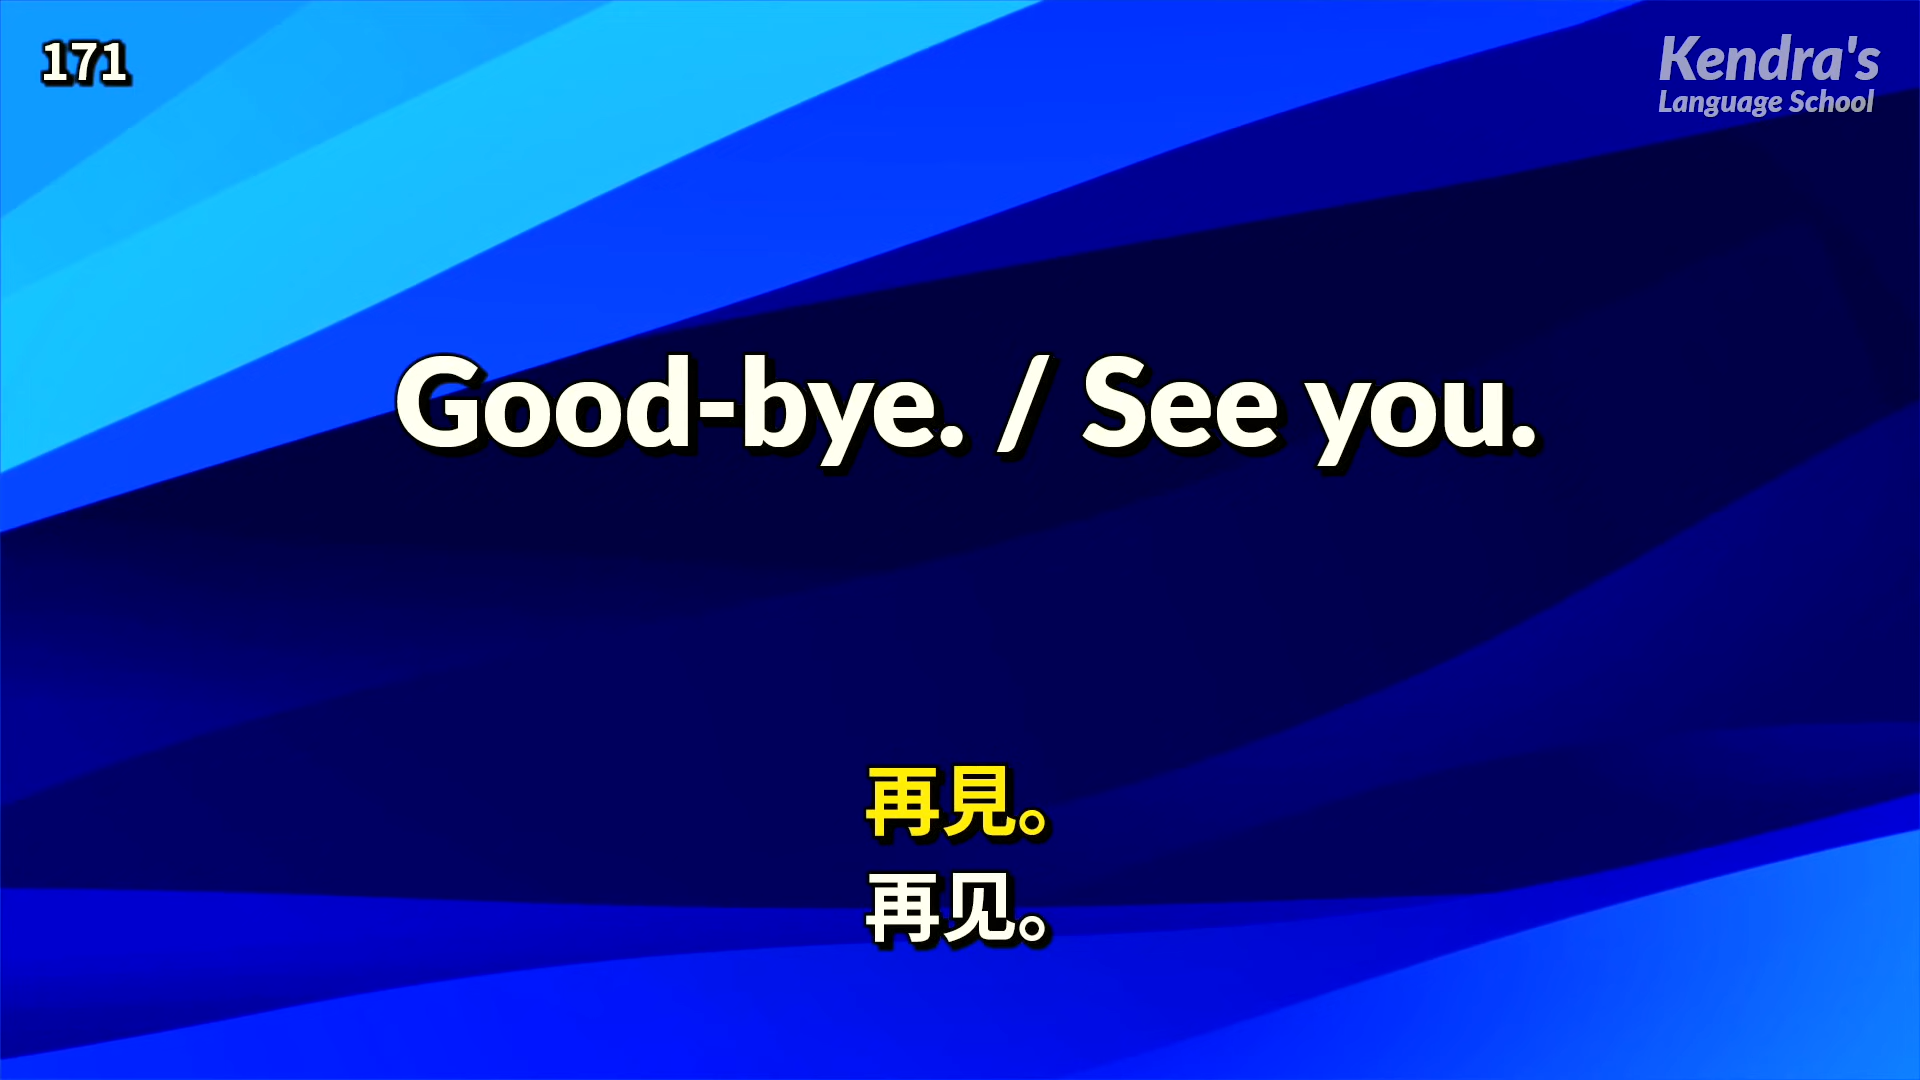 171
Kendra's
Language School
Good-bye. / See you.
再見。
再见。